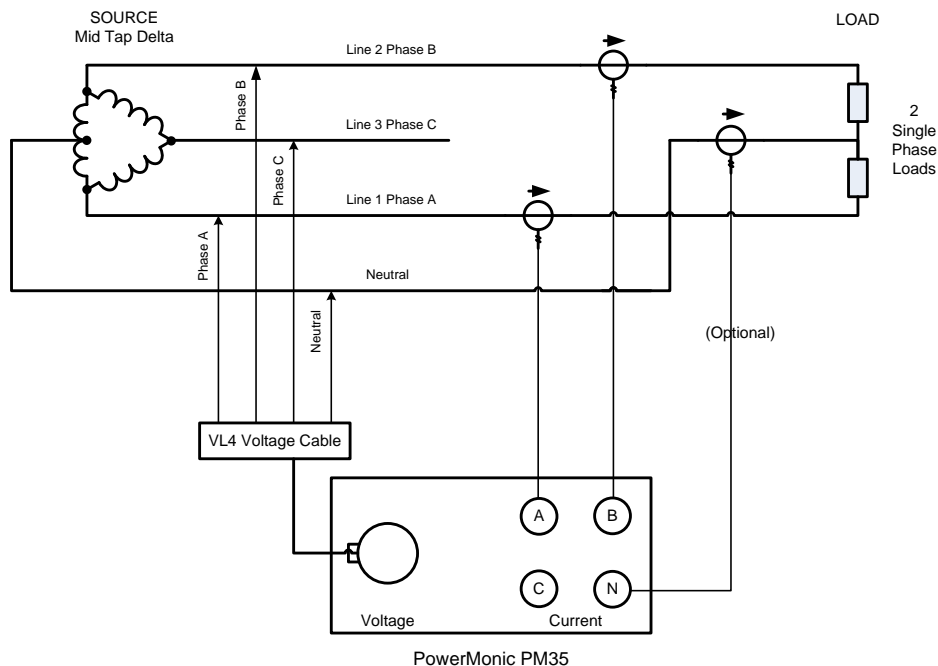 SOURCE
Mid Tap Delta
LOAD
Line 2 Phase B
Phase B
Line 3 Phase C
Phase C
2
Single
Phase
Loads
Line 1 Phase A
Phase A
Neutral
Neutral
(Optional)
VL4 Voltage Cable
A
B
C
N
Voltage
Current
PowerMonic PM35